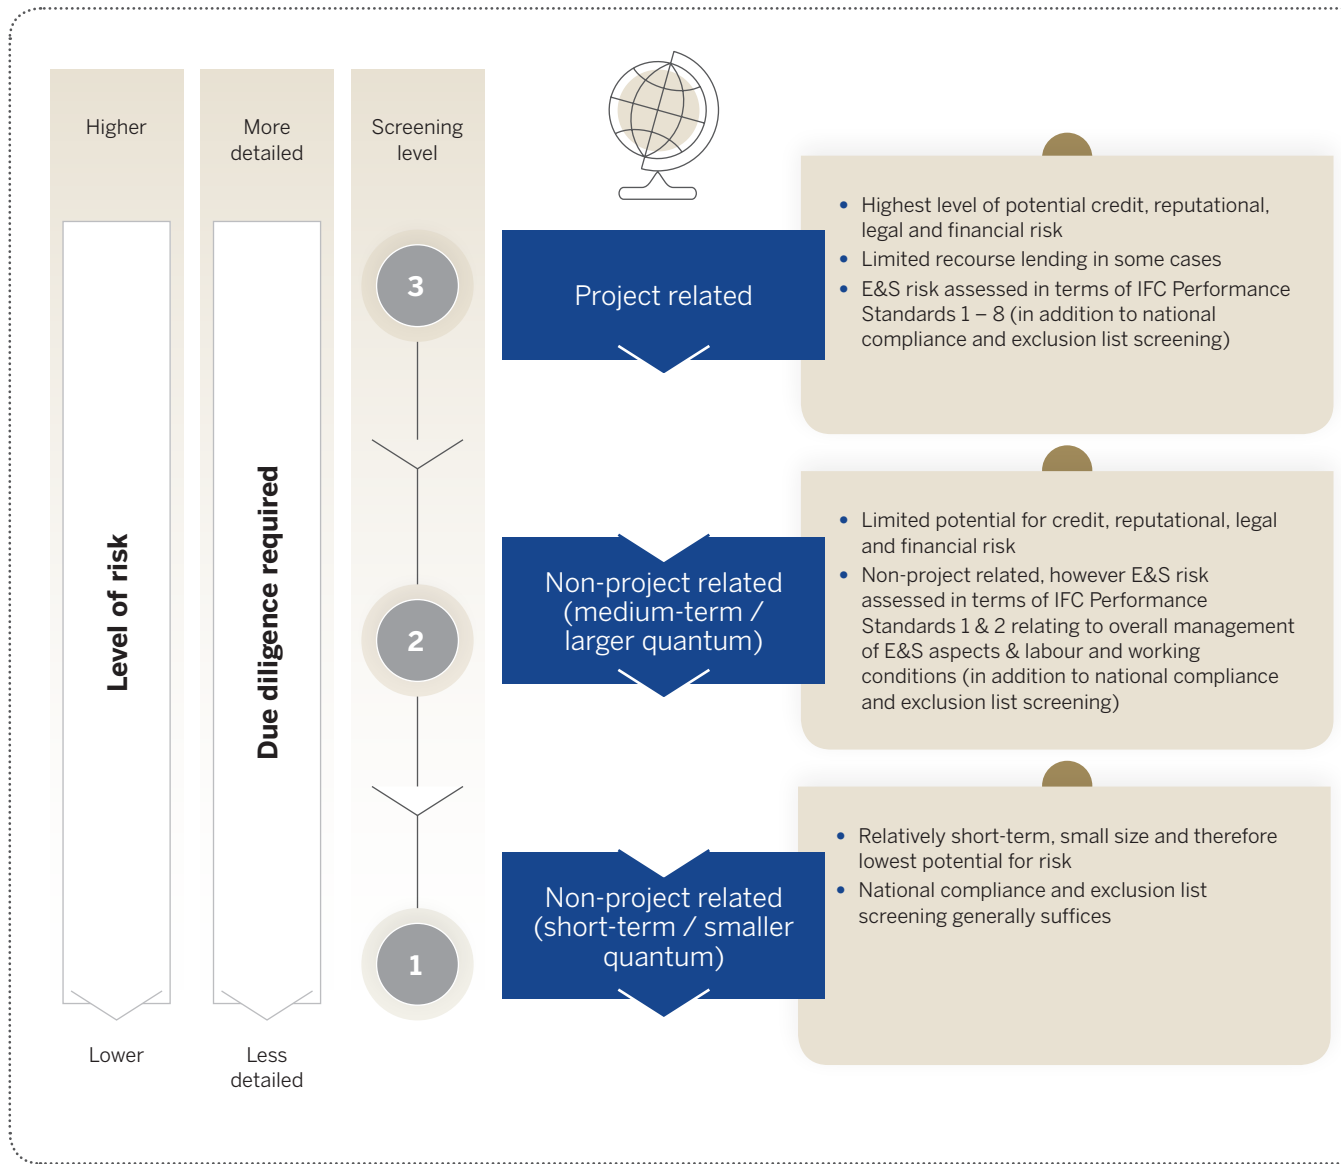 Higher
More
detailed
Screening
level
Level of risk
Due diligence required
Lower
Less
detailed
3
Project related
• Highest level of potential credit, reputational,
legal and financial risk
• Limited recourse lending in some cases
• E&S risk assessed in terms of IFC Performance
Standards 1 – 8 (in addition to national
compliance and exclusion list screening)
2
Non-project related
(medium-term /
larger quantum)
• Limited potential for credit, reputational, legal
and financial risk
• Non-project related, however E&S risk
assessed in terms of IFC Performance
Standards 1 & 2 relating to overall management
of E&S aspects & labour and working
conditions (in addition to national compliance
and exclusion list screening)
1
Non-project related
(short-term / smaller
quantum)
• Relatively short-term, small size and therefore
lowest potential for risk
• National compliance and exclusion list
screening generally suffices